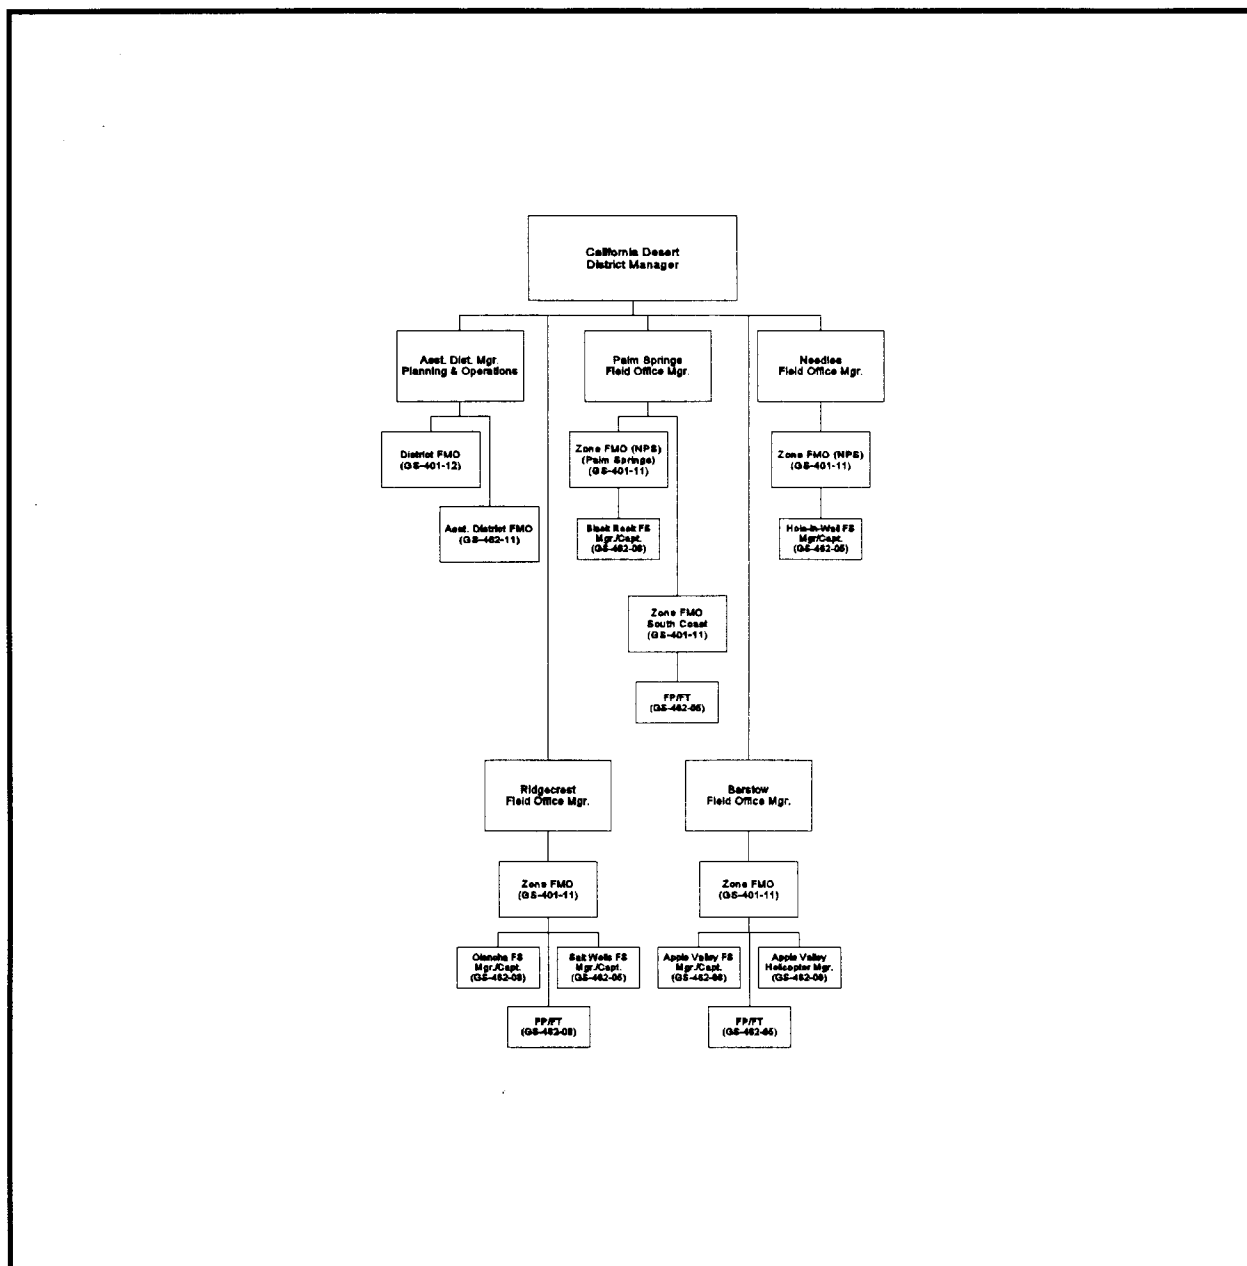 California Desert
District Manager
Asst. Dist. Mgr.
Planning & Operations
Palm Springs
Field Office Mgr.
Needles
Field Office Mgr.
District FMO
(GS-401-12)
Zone FMO (NPS)
(Palm Springs)
(GS-401-11)
Zone FMO (NPS)
(GS-401-11)
Asst. District FMO
(GS-462-11)
Black Rock FS
Mgr./Capt.
Hole-in-Wall FS
Mgr/Capt.
Zone FMO
South Coast
(GS-401-11)
FP/FT
Ridgecrest
Field Office Mgr.
Barstow
Field Office Mgr.
Zone FMO
(GS-401-11)
Zone FMO
(GS-401-11)
Olancha FS
Mgr./Capt.
Salt Wells FS
Mgr./Capt.
Apple Valley FS
Mgr./Capt.
Apple Valley
Helicopter Mgr.
FP/FT
FP/FT